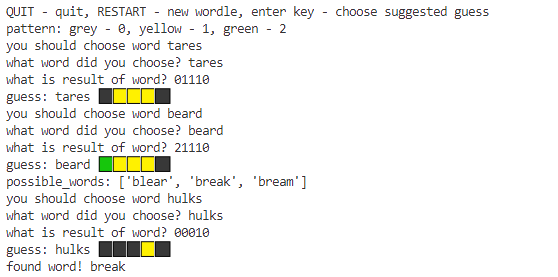 QUIT - quit, RESTART - new wordle, enter key - choose suggested guess
pattern: grey - 0, yellow - 1, green - 2
you should choose word tares
what word did you choose? tares
what is result of word? 01110
guess: tares ⬛🟨🟨🟨⬛
you should choose word beard
what word did you choose? beard
what is result of word? 21110
guess: beard 🟩🟨🟨🟨⬛
possible_words: ['blear', 'break', 'bream']
you should choose word hulks
what word did you choose? hulks
what is result of word? 00010
guess: hulks ⬛⬛⬛🟨⬛
found word! break